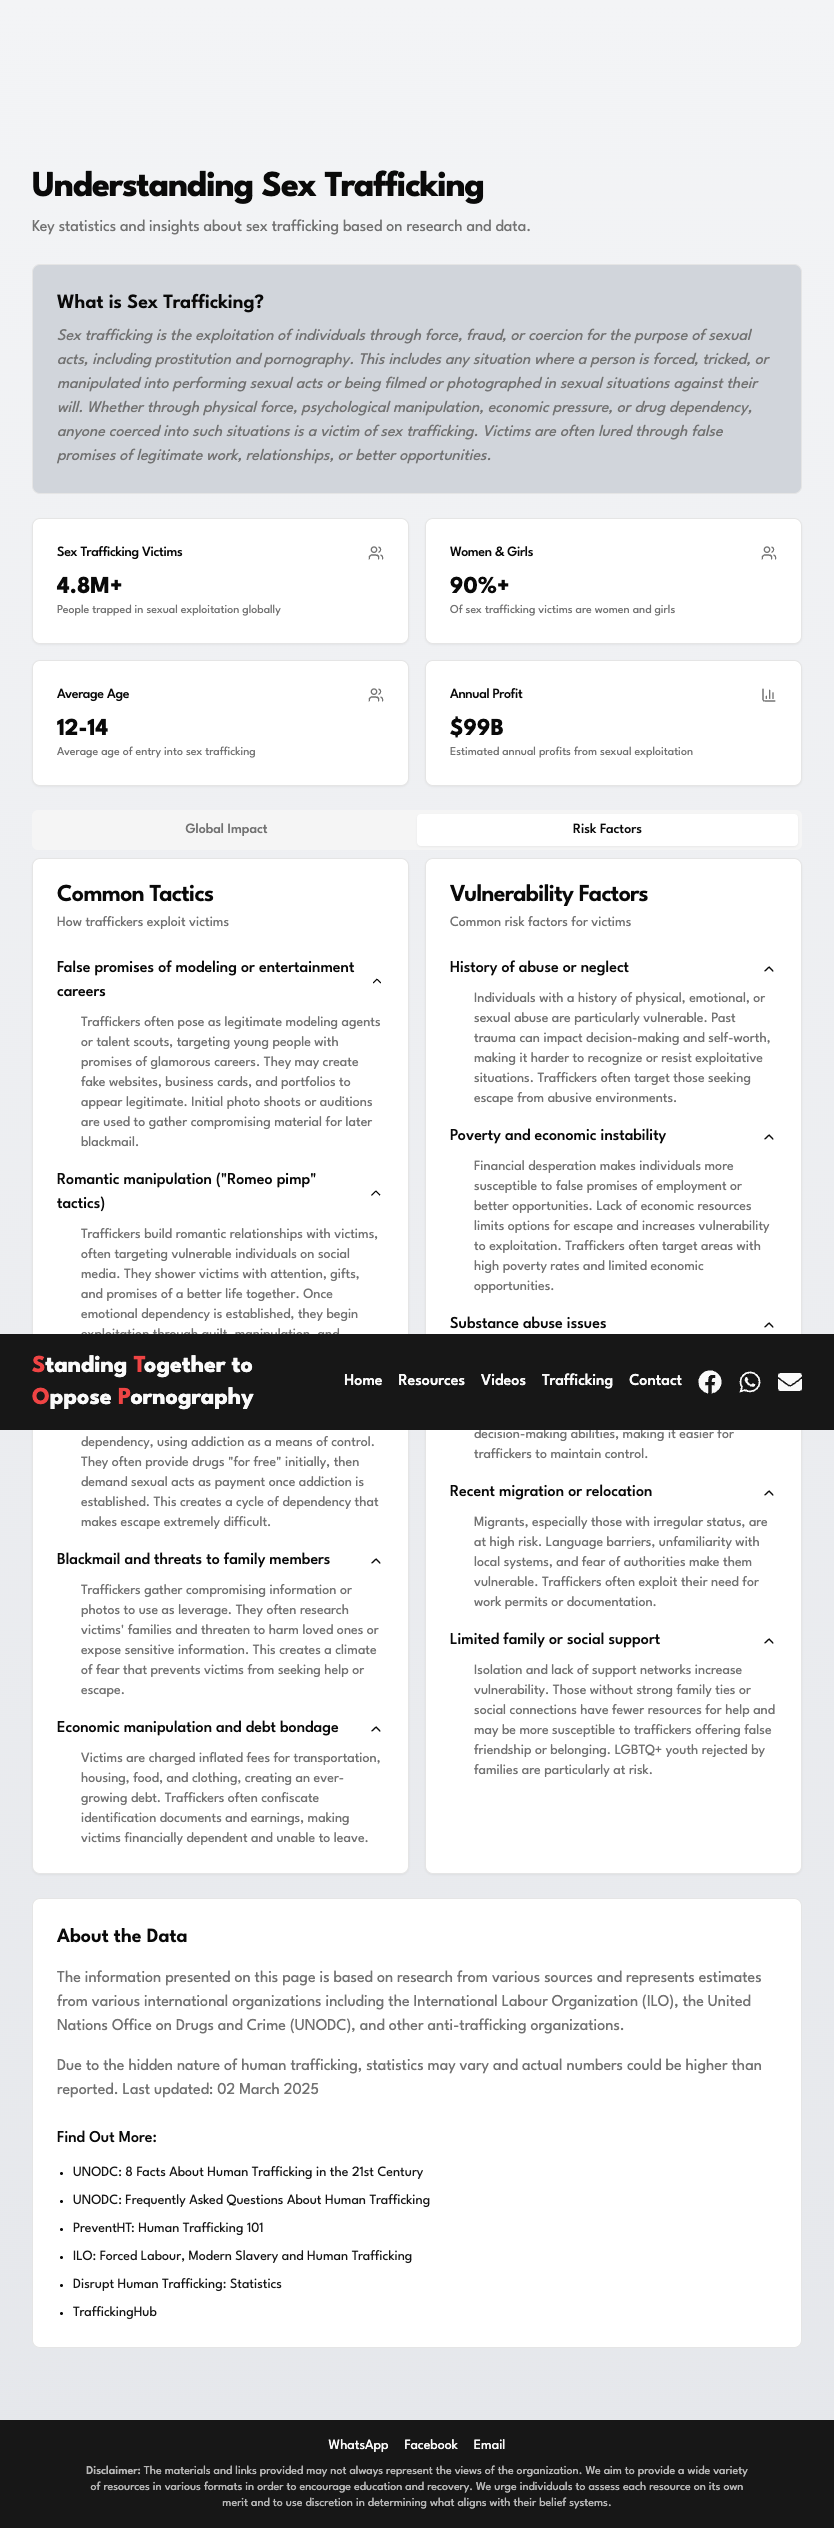 Understanding Sex Trafficking
Key statistics and insights about sex trafficking based on research and data.
What is Sex Trafficking?
Sex trafficking is the exploitation of individuals through force, fraud, or coercion for the purpose of sexual
acts, including prostitution and pornography. This includes any situation where a person is forced, tricked, or
manipulated into performing sexual acts or being filmed or photographed in sexual situations against their
will. Whether through physical force, psychological manipulation, economic pressure, or drug dependency,
anyone coerced into such situations is a victim of sex trafficking. Victims are often lured through false
promises of legitimate work, relationships, or better opportunities.
Sex Trafficking Victims
4.8M+
People trapped in sexual exploitation globally
Women & Girls
90%+
Of sex trafficking victims are women and girls
Average Age
12-14
Average age of entry into sex trafficking
Annual Profit
$99B
Estimated annual profits from sexual exploitation
Global Impact
Risk Factors
Common Tactics
How traffickers exploit victims
False promises of modeling or entertainment
careers
Traffickers often pose as legitimate modeling agents
or talent scouts, targeting young people with
promises of glamorous careers. They may create
fake websites, business cards, and portfolios to
appear legitimate. Initial photo shoots or auditions
are used to gather compromising material for later
blackmail.
Romantic manipulation ("Romeo pimp"
tactics)
Traffickers build romantic relationships with victims,
often targeting vulnerable individuals on social
media. They shower victims with attention, gifts,
and promises of a better life together. Once
emotional dependency is established, they begin
exploitation through guilt, manipulation, and
Vulnerability Factors
Common risk factors for victims
History of abuse or neglect
Individuals with a history of physical, emotional, or
sexual abuse are particularly vulnerable. Past
trauma can impact decision-making and self-worth,
making it harder to recognize or resist exploitative
situations. Traffickers often target those seeking
escape from abusive environments.
Poverty and economic instability
Financial desperation makes individuals more
susceptible to false promises of employment or
better opportunities. Lack of economic resources
limits options for escape and increases vulnerability
to exploitation. Traffickers often target areas with
high poverty rates and limited economic
opportunities.
Substance abuse issues
Standing Together to
Oppose Pornography
Home Resources Videos Trafficking Contact
dependency, using addiction as a means of control.
They often provide drugs "for free" initially, then
demand sexual acts as payment once addiction is
established. This creates a cycle of dependency that
makes escape extremely difficult.
Blackmail and threats to family members
Traffickers gather compromising information or
photos to use as leverage. They often research
victims' families and threaten to harm loved ones or
expose sensitive information. This creates a climate
of fear that prevents victims from seeking help or
escape.
Economic manipulation and debt bondage
Victims are charged inflated fees for transportation,
housing, food, and clothing, creating an ever-
growing debt. Traffickers often confiscate
identification documents and earnings, making
victims financially dependent and unable to leave.
decision-making abilities, making it easier for
traffickers to maintain control.
Recent migration or relocation
Migrants, especially those with irregular status, are
at high risk. Language barriers, unfamiliarity with
local systems, and fear of authorities make them
vulnerable. Traffickers often exploit their need for
work permits or documentation.
Limited family or social support
Isolation and lack of support networks increase
vulnerability. Those without strong family ties or
social connections have fewer resources for help and
may be more susceptible to traffickers offering false
friendship or belonging. LGBTQ+ youth rejected by
families are particularly at risk.
About the Data
The information presented on this page is based on research from various sources and represents estimates
from various international organizations including the International Labour Organization (ILO), the United
Nations Office on Drugs and Crime (UNODC), and other anti-trafficking organizations.
Due to the hidden nature of human trafficking, statistics may vary and actual numbers could be higher than
reported. Last updated: 02 March 2025
Find Out More:
• UNODC: 8 Facts About Human Trafficking in the 21st Century
• UNODC: Frequently Asked Questions About Human Trafficking
• PreventHT: Human Trafficking 101
• ILO: Forced Labour, Modern Slavery and Human Trafficking
• Disrupt Human Trafficking: Statistics
• TraffickingHub
WhatsApp Facebook Email
Disclaimer: The materials and links provided may not always represent the views of the organization. We aim to provide a wide variety
of resources in various formats in order to encourage education and recovery. We urge individuals to assess each resource on its own
merit and to use discretion in determining what aligns with their belief systems.